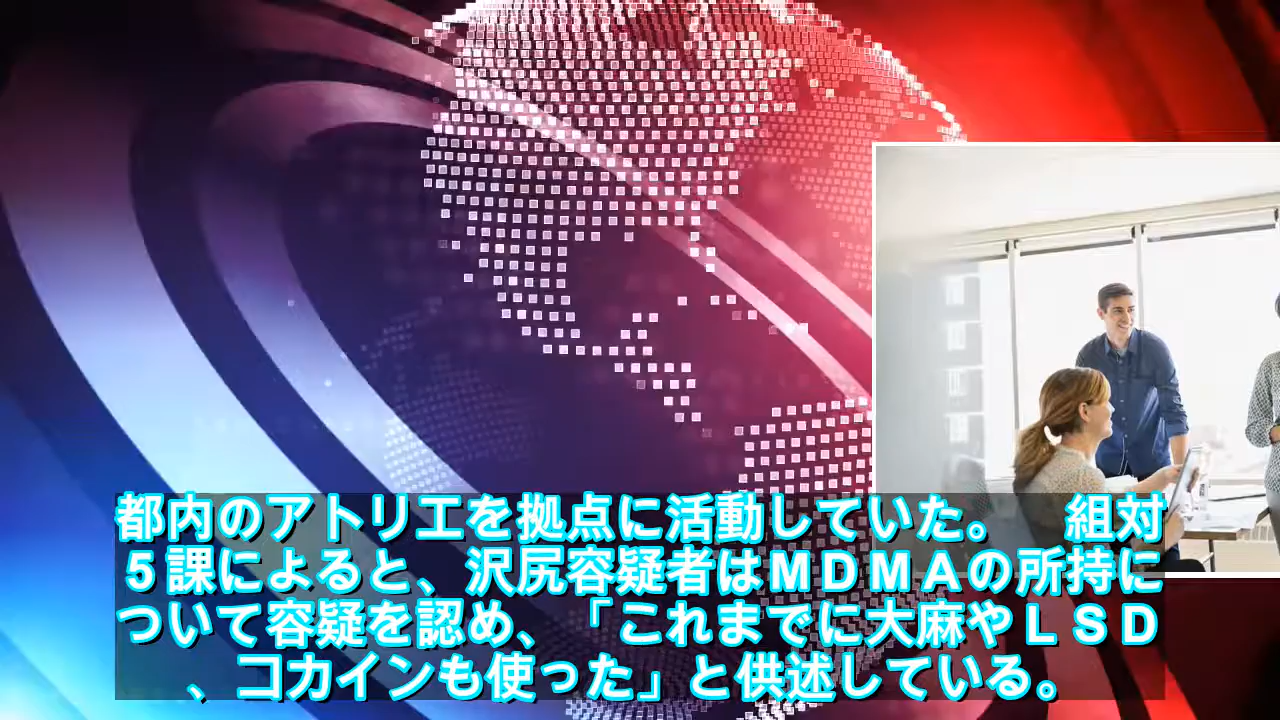 都内のアトリエを拠点に活動していた。　組対
５課によると、沢尻容疑者はＭＤＭＡの所持に
ついて容疑を認め、「これまでに大麻やＬＳＤ
、コカインも使った」と供述している。